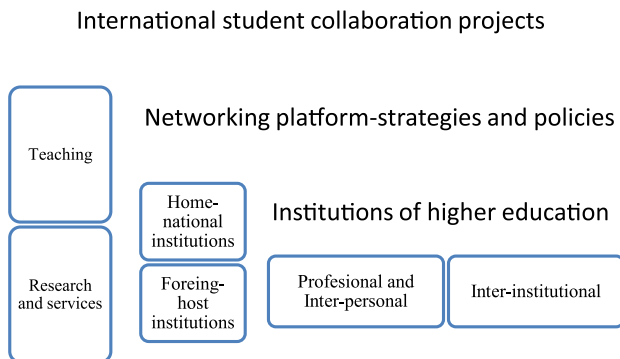 International student collaboration projects
Networking platform-strategies and policies
Teaching
Home-
national
institutions
Institutions of higher education
Research
and services
Foreing-
host
institutions
Profesional and
Inter-personal
Inter-institutional